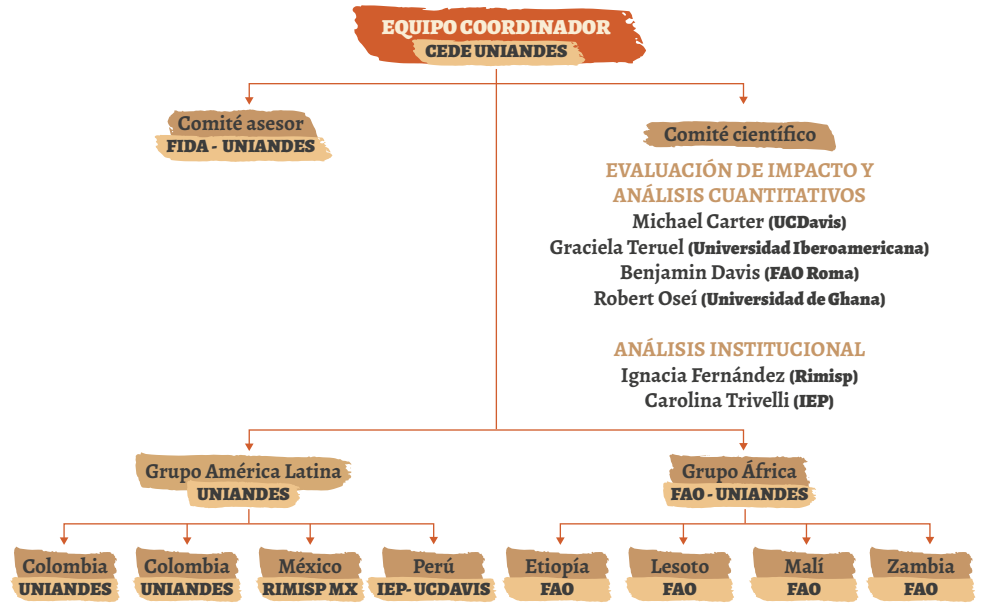 EQUIPO COORDINADOR
CEDE UNIANDES
Comité asesor
FIDA - UNIANDES
Comité científico
EVALUACIÓN DE IMPACTO Y
ANÁLISIS CUANTITATIVOS
Michael Carter (UCDavis)
Graciela Teruel (Universidad Iberoamericana)
Benjamin Davis (FAO Roma)
Robert Oseí (Universidad de Ghana)
ANÁLISIS INSTITUCIONAL
Ignacia Fernández (Rimisp)
Carolina Trivelli (IEP)
Grupo América Latina
UNIANDES
Grupo África
FAO - UNIANDES
Colombia
UNIANDES
Colombia
UNIANDES
México
RIMISP MX
Perú
IEP- UCDAVIS
Etiopía
FAO
Lesoto
FAO
Malí
FAO
Zambia
FAO